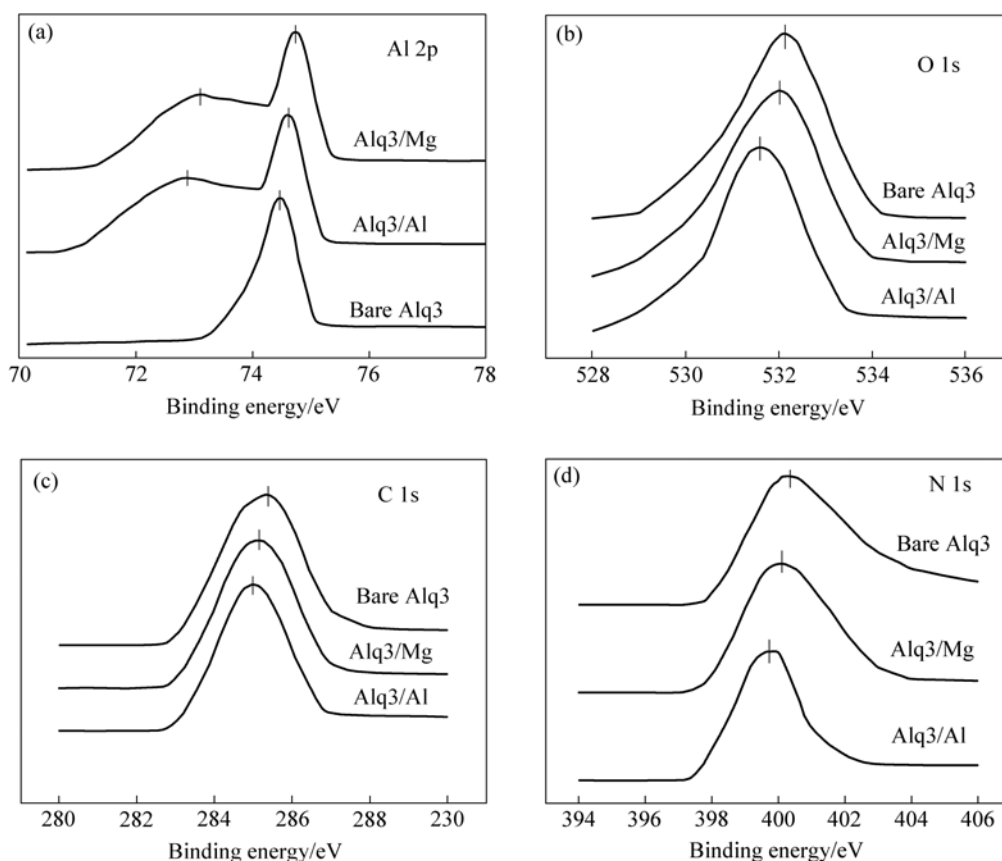 (a)
Al 2p
Alq3/Mg
Alq3/Al
Bare Alq3
70 72 74 76 78
Binding energy/eV
(b)
O 1s
Bare Alq3
Alq3/Mg
Alq3/Al
528 530 532 534 536
Binding energy/eV
(c)
C 1s
Bare Alq3
Alq3/Mg
Alq3/Al
280 282 284 286 288 230
Binding energy/eV
(d)
N 1s
Bare Alq3
Alq3/Mg
Alq3/Al
394 396 398 400 402 404 406
Binding energy/eV